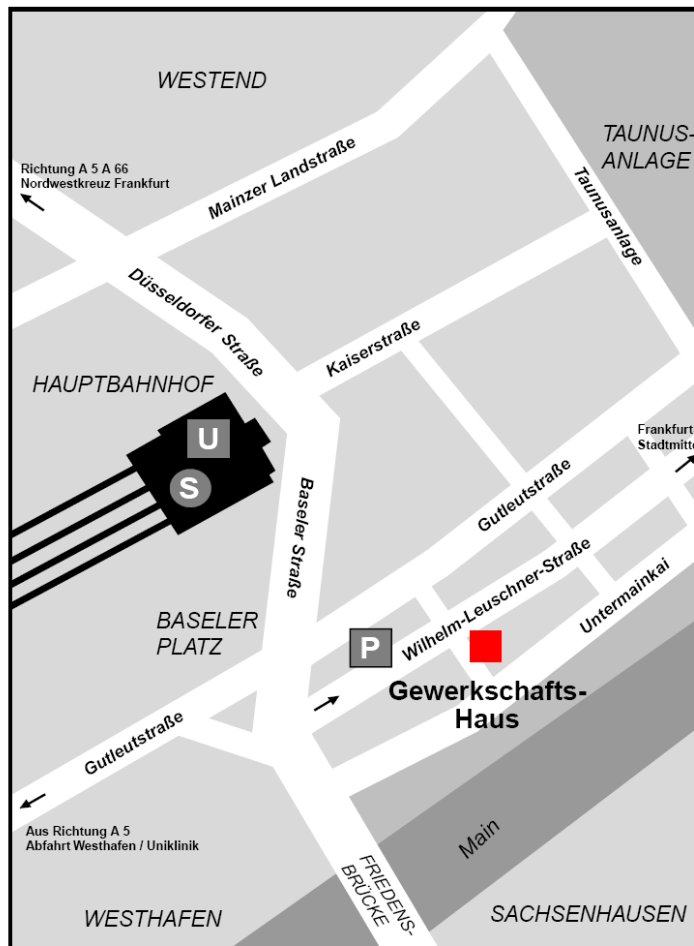 WESTEND
TAUNUS-
ANLAGE
Richtung A 5 A 66
Nordwestkreuz Frankfurt
Mainzer Landstraße
Taunusanlage
Düsseldorfer Straße
Kaiserstraße
HAUPTBAHNHOF
U
S
Frankfurt-
Stadtmitte
Gutleutstraße
Baseler Straße
Wilhelm-Leuschner-Straße
Untermainkai
BASELER
PLATZ
P
Gewerkschafts-
Haus
Gutleutstraße
Aus Richtung A 5
Abfahrt Westhafen / Uniklinik
Main
FRIEDENS-
BRÜCKE
WESTHAFEN
SACHSENHAUSEN